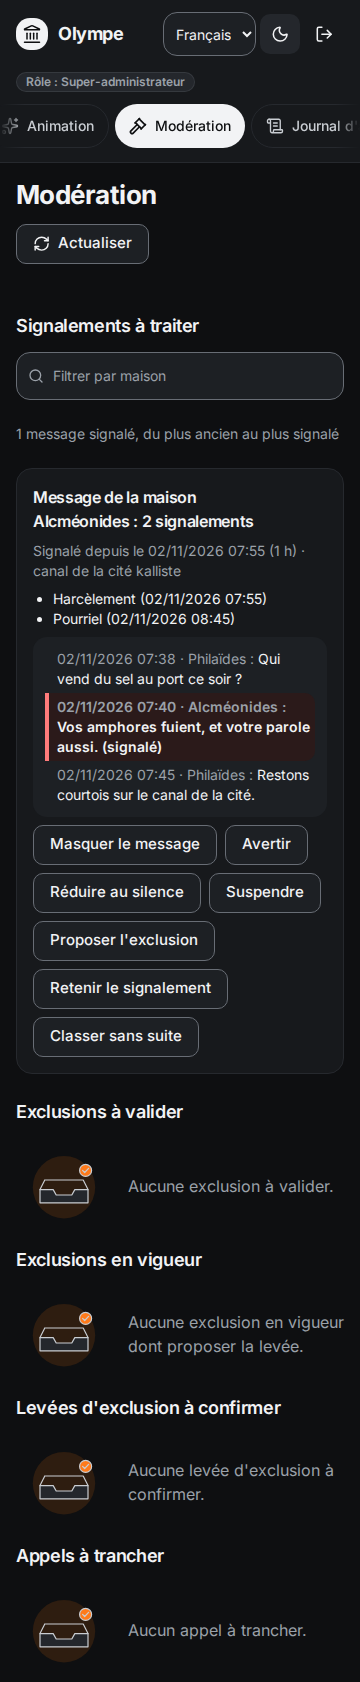 Olympe
Français
Rôle : Super-administrateur
Animation
Modération
Journal d'
Modération
Actualiser
Signalements à traiter
Filtrer par maison
1 message signalé, du plus ancien au plus signalé
Message de la maison
Alcméonides : 2 signalements
Signalé depuis le 02/11/2026 07:55 (1 h) ·
canal de la cité kalliste
Harcèlement (02/11/2026 07:55)
Pourriel (02/11/2026 08:45)
02/11/2026 07:38 · Philaïdes : Qui
vend du sel au port ce soir ?
02/11/2026 07:40 · Alcméonides :
Vos amphores fuient, et votre parole
aussi. (signalé)
02/11/2026 07:45 · Philaïdes : Restons
courtois sur le canal de la cité.
Masquer le message
Avertir
Réduire au silence
Suspendre
Proposer l'exclusion
Retenir le signalement
Classer sans suite
Exclusions à valider
Aucune exclusion à valider.
Exclusions en vigueur
Aucune exclusion en vigueur
dont proposer la levée.
Levées d'exclusion à confirmer
Aucune levée d'exclusion à
confirmer.
Appels à trancher
Aucun appel à trancher.